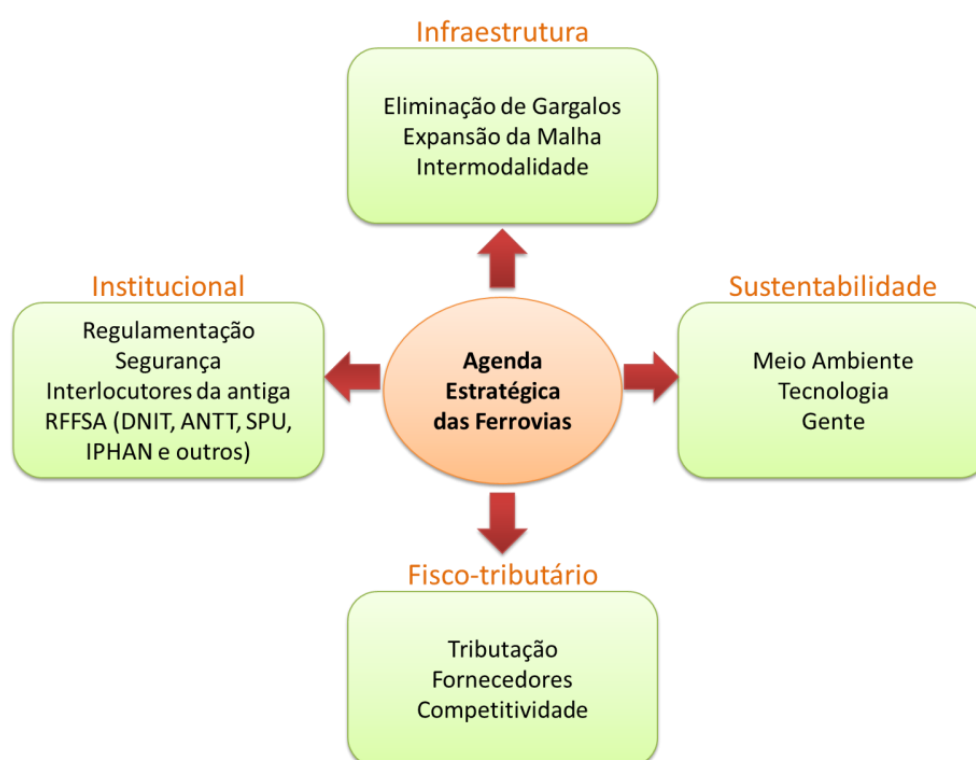 Infraestrutura
Eliminação de Gargalos
Expansão da Malha
Intermodalidade
Institucional
Regulamentação
Segurança
Interlocutores da antiga
RFFSA (DNIT, ANTT, SPU,
IPHAN e outros)
Agenda
Estratégica
das Ferrovias
Sustentabilidade
Meio Ambiente
Tecnologia
Gente
Fisco-tributário
Tributação
Fornecedores
Competitividade